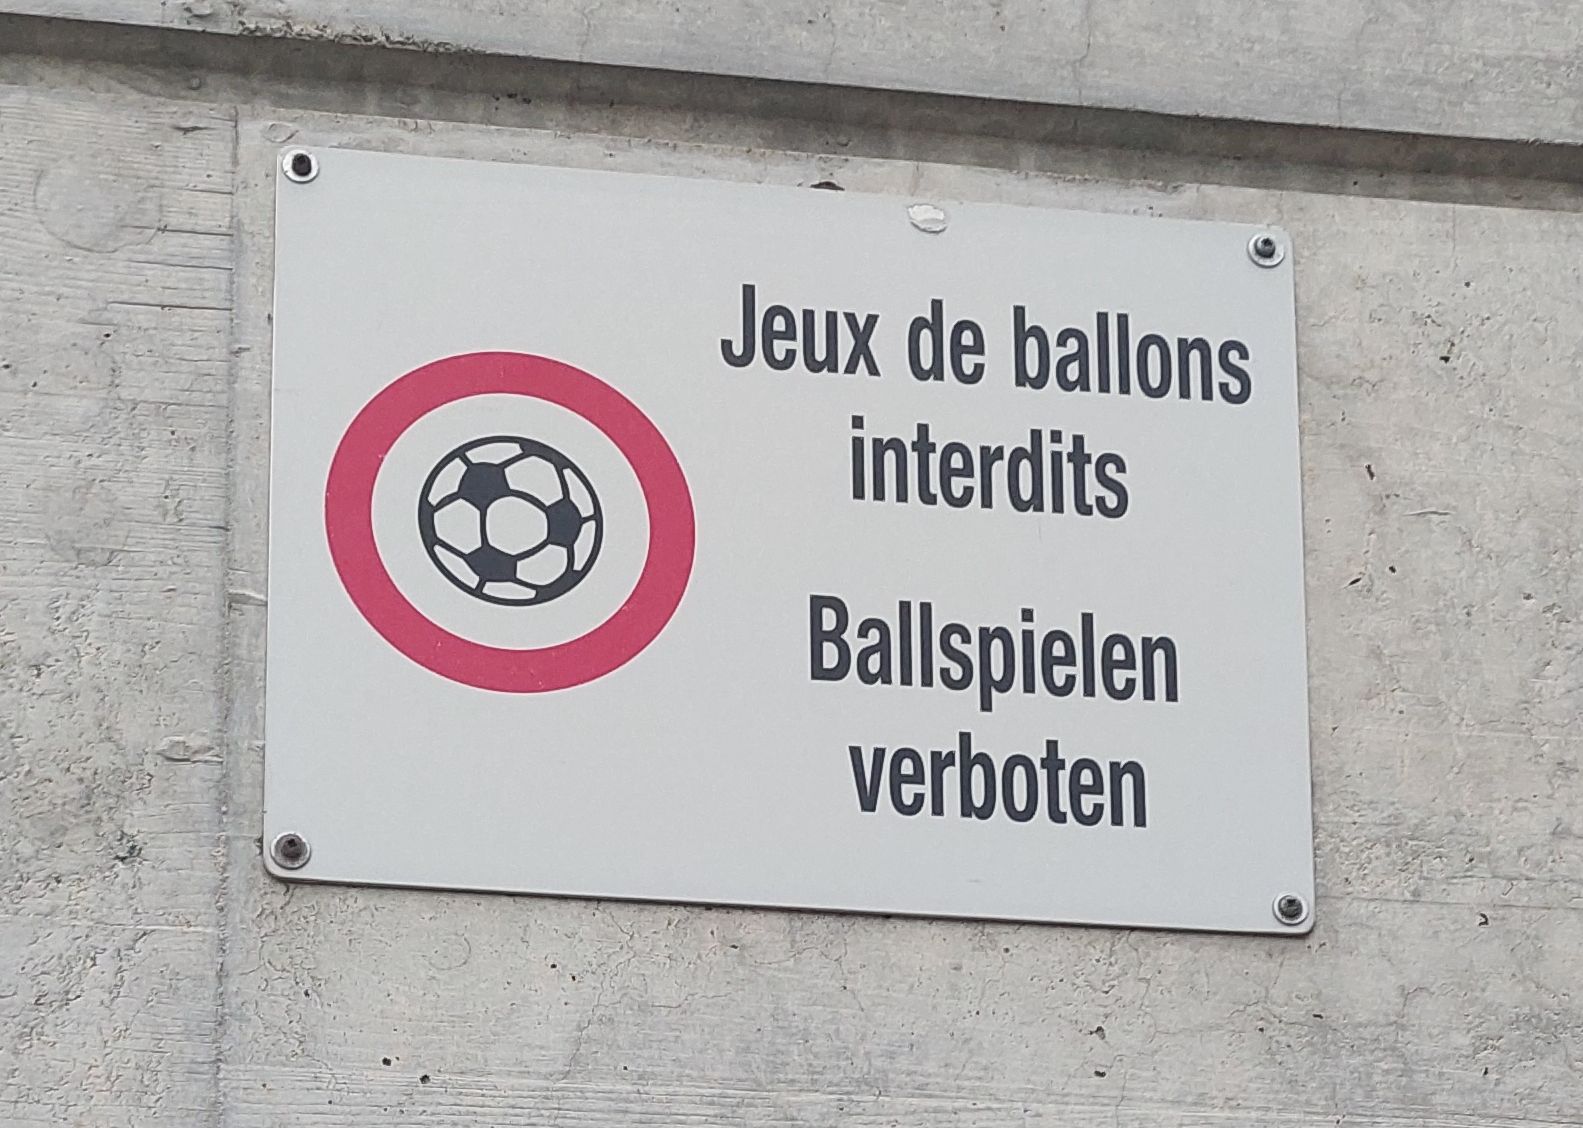 Jeux de ballons
interdits
Ballspielen
verboten